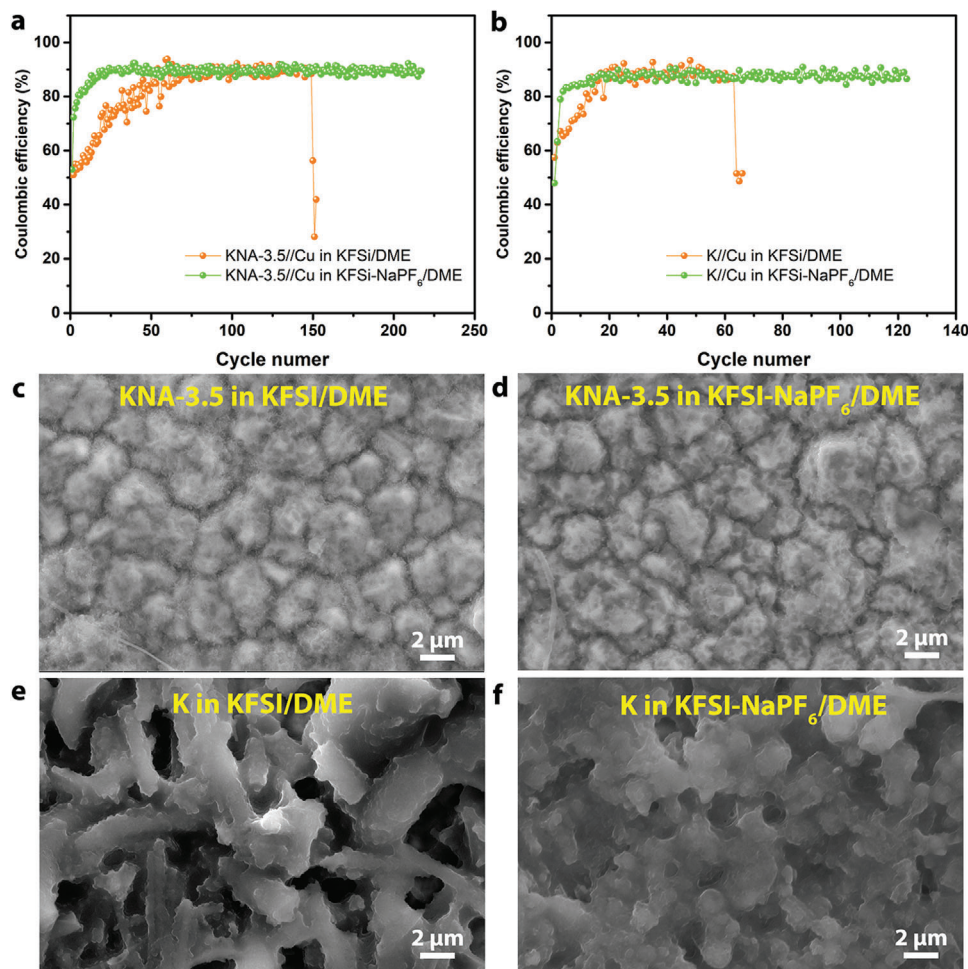 a
100
80
60
40
20
0
Coulombic efficiency (%)
KNA-3.5//Cu in KFSi/DME
KNA-3.5//Cu in KFSi-NaPF₆/DME
0 50 100 150 200 250
Cycle numer
b
100
80
60
40
20
0
Coulombic efficiency (%)
K//Cu in KFSi/DME
K//Cu in KFSi-NaPF₆/DME
0 20 40 60 80 100 120 140
Cycle numer
c
KNA-3.5 in KFSI/DME
2 µm
d
KNA-3.5 in KFSI-NaPF₆/DME
2 µm
e
K in KFSI/DME
2 µm
f
K in KFSI-NaPF₆/DME
2 µm